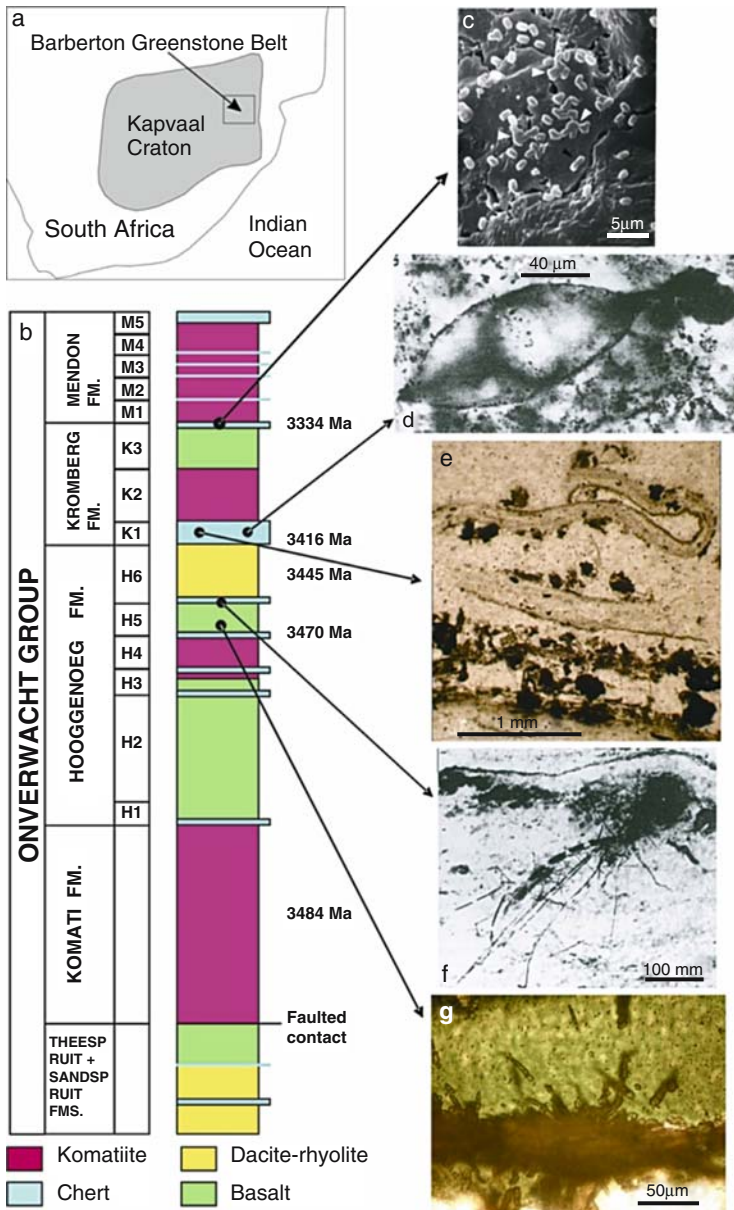 a
Barberton Greenstone Belt
Kapvaal
Craton
South Africa
Indian
Ocean
b
ONVERWACHT GROUP
MENDON
FM.
M5
M4
M3
M2
M1
KROMBERG
FM.
K3
K2
K1
HOOGGENOEG FM.
H6
H5
H4
H3
H2
H1
KOMATI FM.
THEESP
RUIT +
SANDSP
RUIT
FMS.
3334 Ma
3416 Ma
3445 Ma
3470 Ma
3484 Ma
Faulted
contact
Komatiite
Dacite-rhyolite
Chert
Basalt
c
5µm
40 µm
d
e
1 mm
f
100 mm
g
50µm